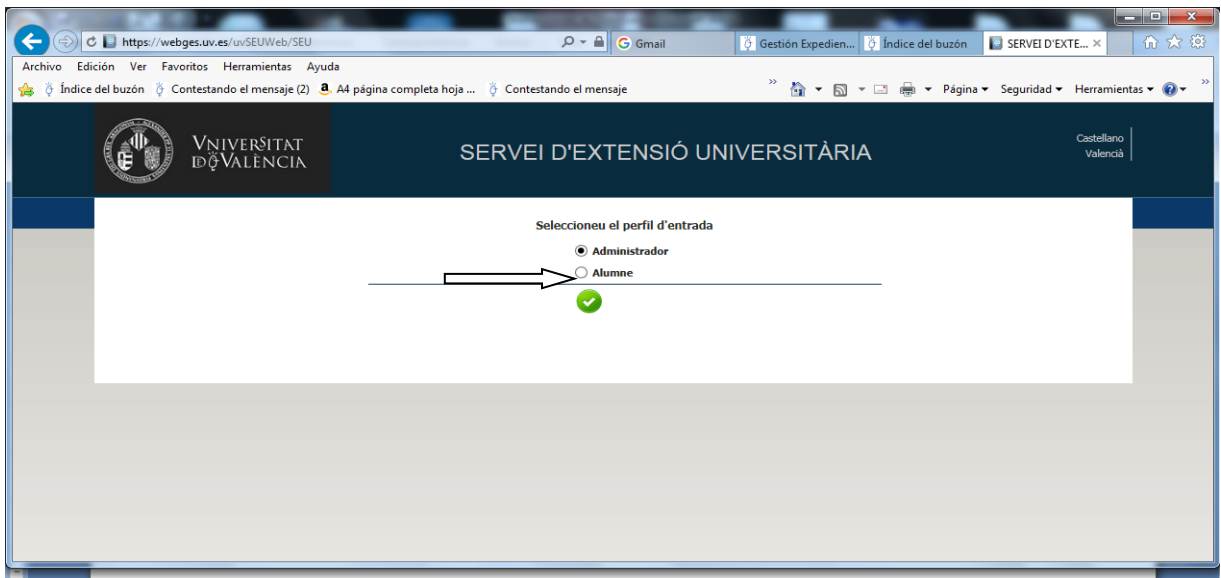 https://webges.uv.es/uvSEUWeb/SEU
Gmail
Gestión Expedien...
Índice del buzón
SERVEI D'EXTE...
Archivo Edición Ver Favoritos Herramientas Ayuda
Índice del buzón Contestando el mensaje (2) A4 página completa hoja ... Contestando el mensaje
Página Seguridad Herramientas
VNIVERSITAT
DE VALÈNCIA
SERVEI D'EXTENSIÓ UNIVERSITÀRIA
Castellano
Valencià
Seleccioneu el perfil d'entrada
Administrador
Alumne